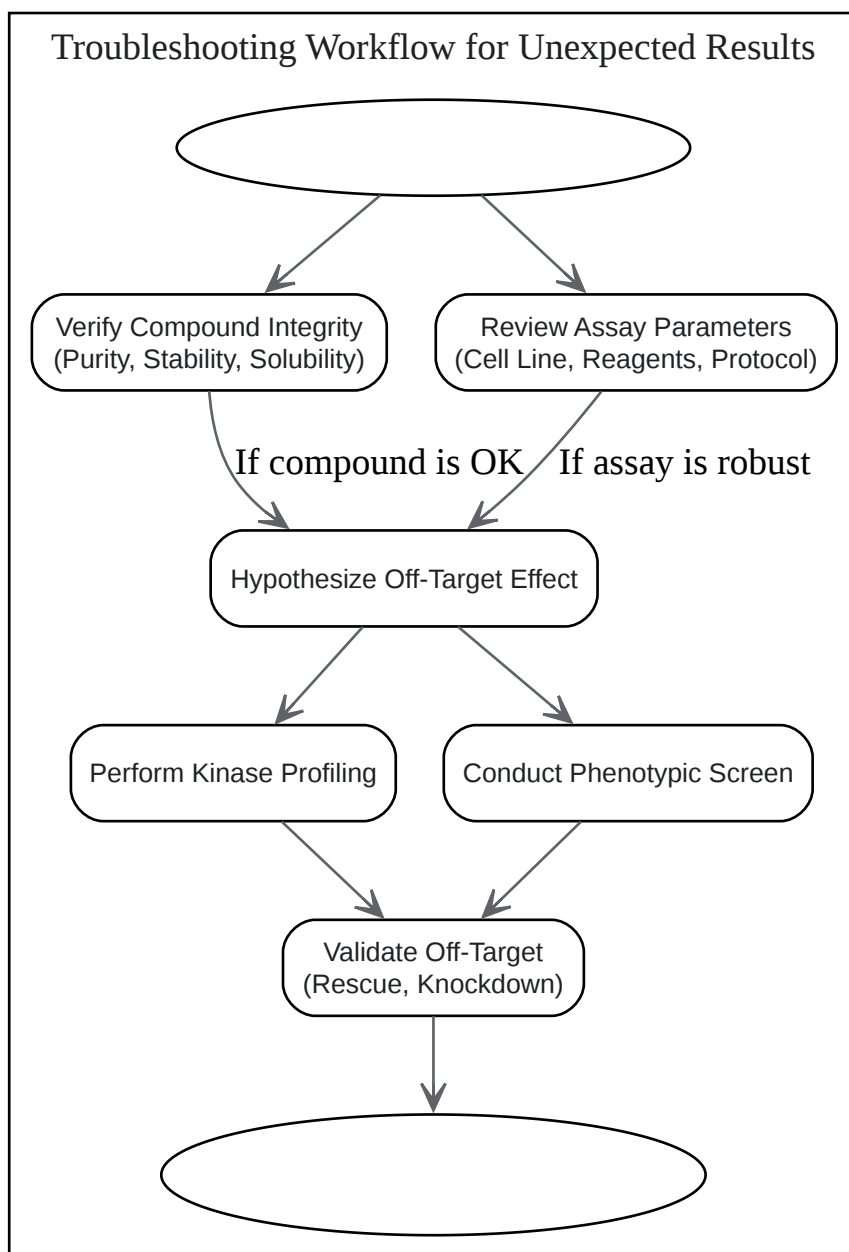 Troubleshooting Workflow for Unexpected Results
Verify Compound Integrity
(Purity, Stability, Solubility)
Review Assay Parameters
(Cell Line, Reagents, Protocol)
If compound is OK
If assay is robust
Hypothesize Off-Target Effect
Perform Kinase Profiling
Conduct Phenotypic Screen
Validate Off-Target
(Rescue, Knockdown)